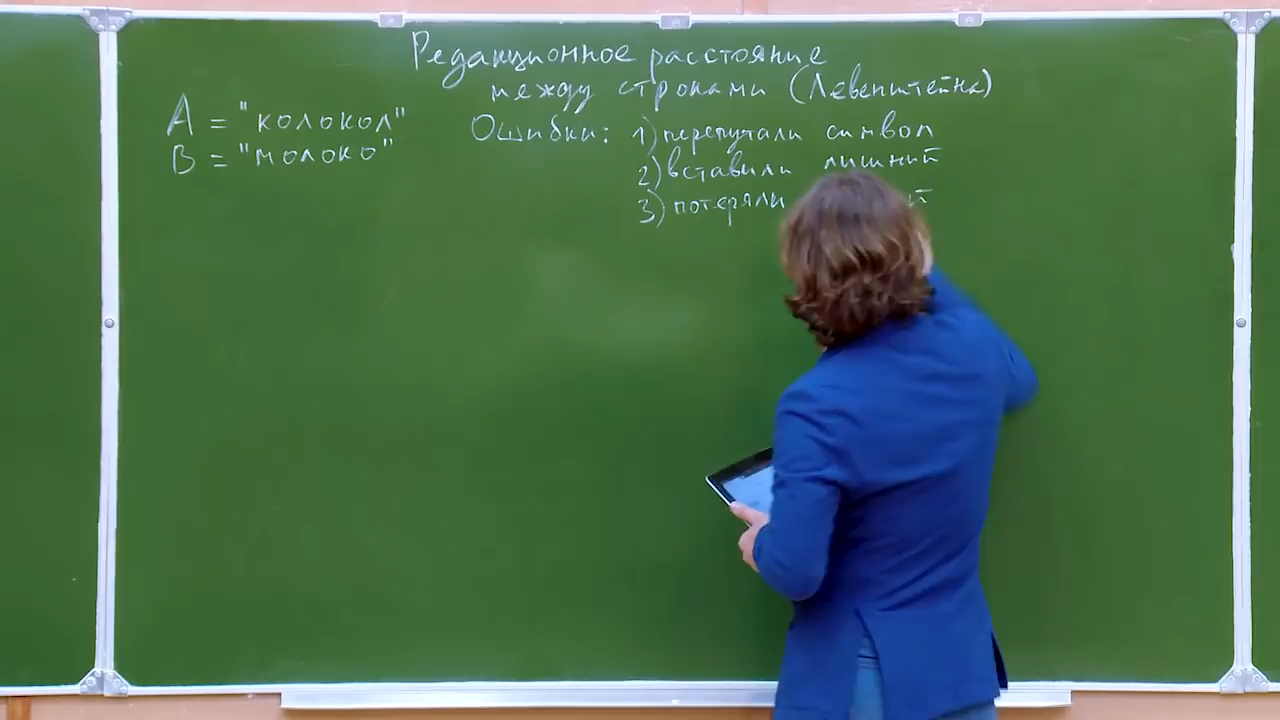 Редакционное расстояние
между строками (Левенштейна)
A = "колокол"
B = "молоко"
Ошибки: 1) перепутали символ
2) вставили лишний
3) потеряли